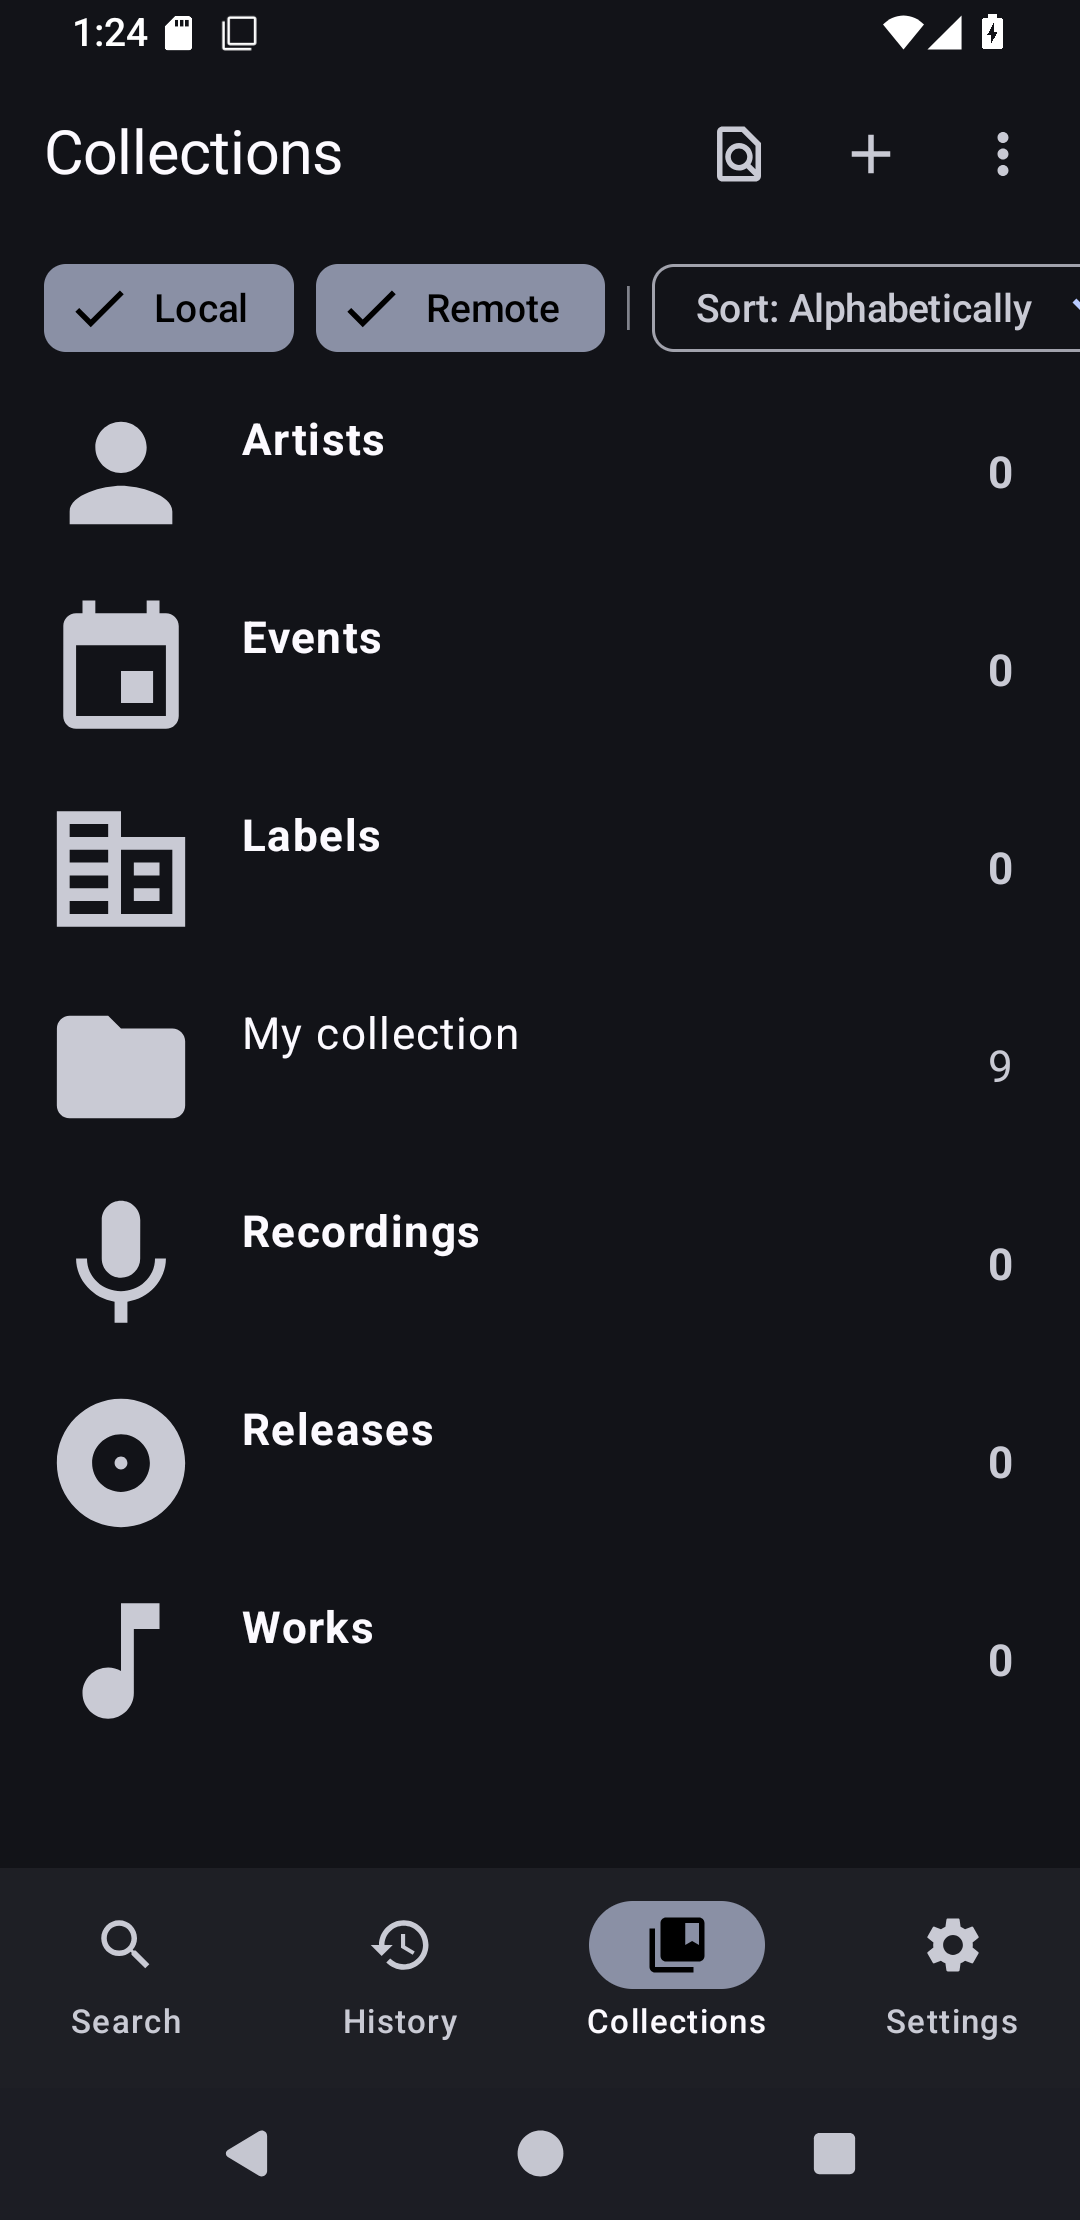 1:24
Collections
Local
Remote
Sort: Alphabetically
Artists
0
Events
0
Labels
0
My collection
9
Recordings
0
Releases
0
Works
0
Search
History
Collections
Settings